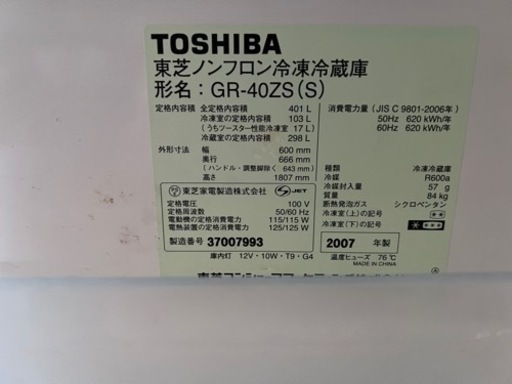 TOSHIBA
東芝ノンフロン冷凍冷蔵庫
形名：GR-40ZS(S)
定格内容積 全定格内容積 401 L
冷凍室の定格内容積 103 L
(うちツースター性能冷凍室 17 L)
冷蔵室の定格内容積 298 L
外形寸法 幅 600 mm
奥行 666 mm
(ハンドル・調整脚除く 643 mm)
高さ 1807 mm
東芝家電製造株式会社 S JET
定格電圧 100 V
定格周波数 50/60 Hz
電動機の定格消費電力 115/115 W
電熱装置の定格消費電力 125/125 W
製造番号 37007993
庫内灯 12V・10W・T9・G4
消費電力量 (JIS C 9801-2006年)
50Hz 620 kWh/年
60Hz 620 kWh/年
種類 冷凍冷蔵庫
冷媒 R600a
冷媒封入量 57 g
質量 84 kg
断熱発泡ガス シクロペンタン
冷凍室(上)の記号 **
冷凍室(下)の記号 ****
2007 年製
温度ヒューズ 76℃
MADE IN CHINA
A